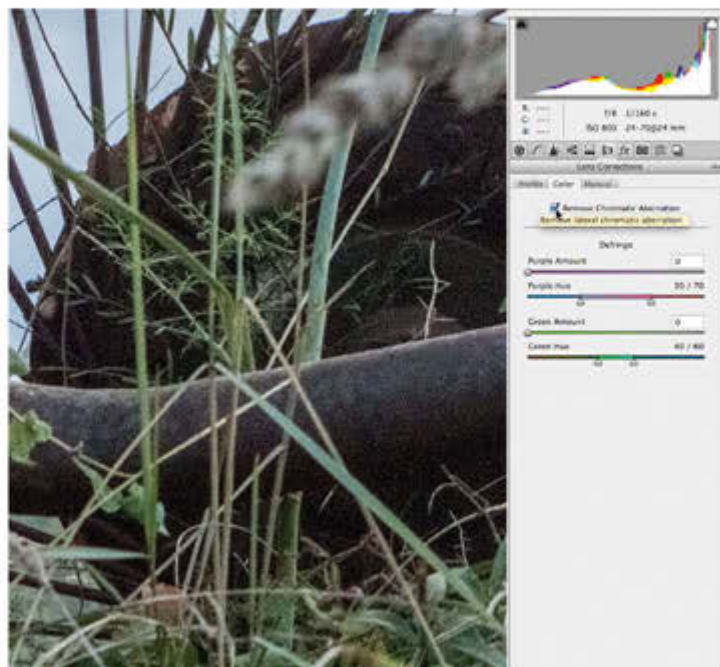 R: ---
G: ---
B: ---
f/8 1/160 s
ISO 800 24-70@24 mm
fx
Lens Corrections
Profile Color Manual
Remove Chromatic Aberration
Remove lateral chromatic aberration
Defringe
Purple Amount 0
Purple Hue 30 / 70
Green Amount 0
Green Hue 40 / 60